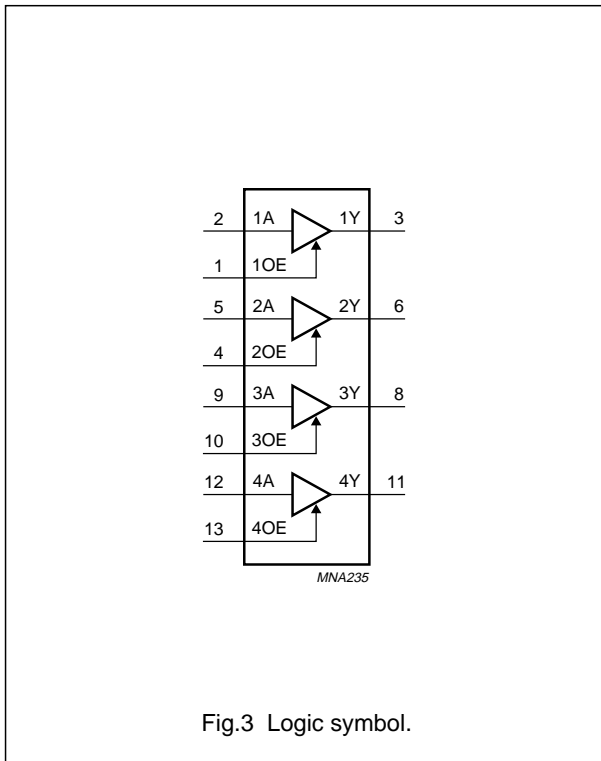 2 1A 1Y 3
1 1OE
5 2A 2Y 6
4 2OE
9 3A 3Y 8
10 3OE
12 4A 4Y 11
13 4OE
MNA235
Fig.3 Logic symbol.